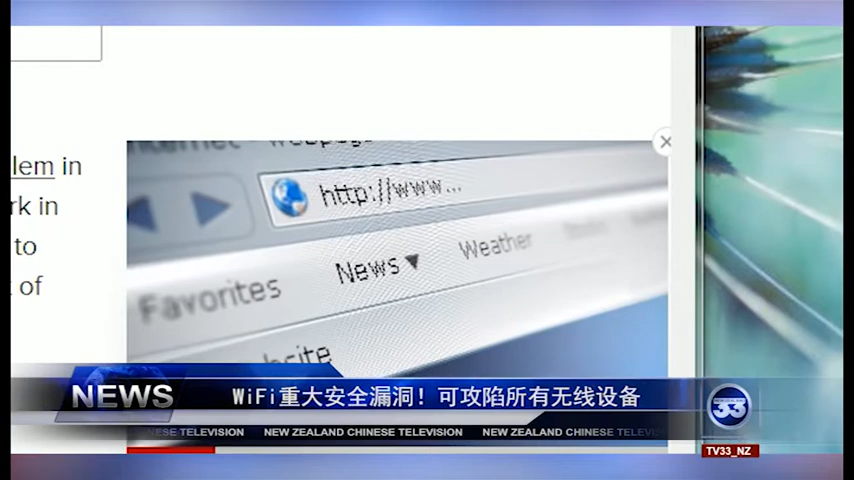 lem in
rk in
to
of
http://www...
Favorites
News
Weather
NEWS
WiFi重大安全漏洞！可攻陷所有无线设备
ESE TELEVISION NEW ZEALAND CHINESE TELEVISION NEW ZEALAND CHINESE TELEVI
33
TV33_NZ